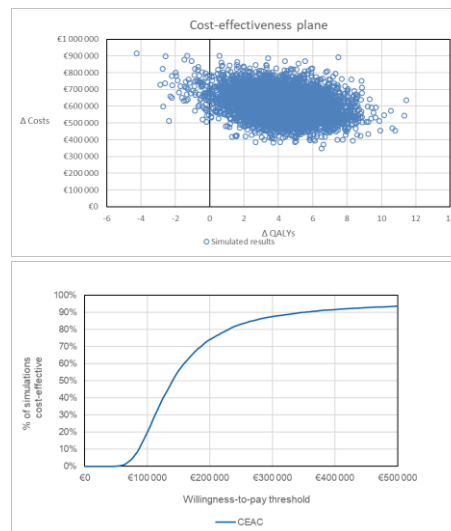 Cost-effectiveness plane
€1 000 000
€900 000
€800 000
€700 000
€600 000
€500 000
€400 000
€300 000
€200 000
€100 000
€0
Δ Costs
-6 -4 -2 0 2 4 6 8 10 12 14
Δ QALYs
Simulated results
100%
90%
80%
70%
60%
50%
40%
30%
20%
10%
0%
% of simulations
cost-effective
€0 €100 000 €200 000 €300 000 €400 000 €500 000
Willingness-to-pay threshold
CEAC